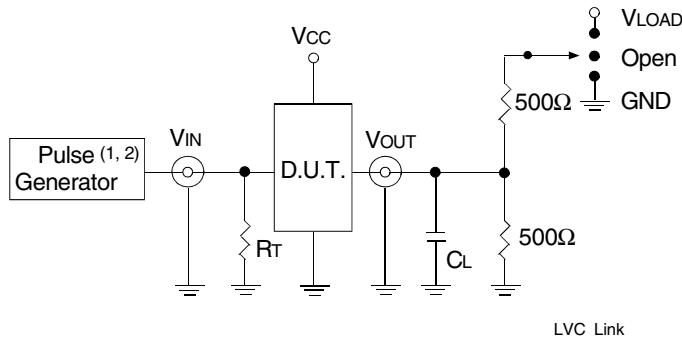 VLOAD
VCC
Open
500Ω
GND
VIN
VOUT
Pulse (1, 2)
Generator
D.U.T.
RT
CL
500Ω
LVC Link